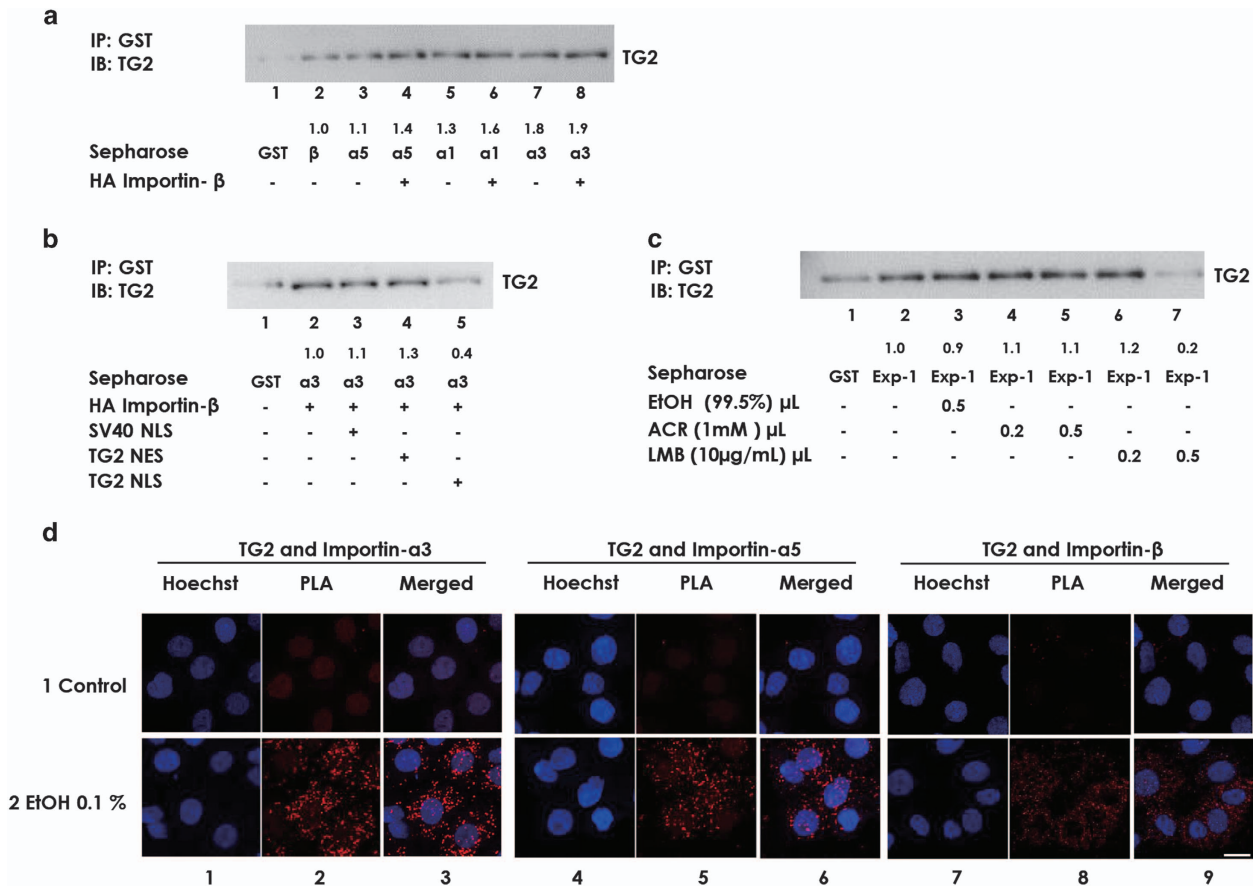 a
IP: GST
IB: TG2
TG2
1 2 3 4 5 6 7 8
1.0 1.1 1.4 1.3 1.6 1.8 1.9
Sepharose GST β α5 α5 α1 α1 α3 α3
HA Importin- β - - - + - + - +
b
IP: GST
IB: TG2
TG2
1 2 3 4 5
1.0 1.1 1.3 0.4
Sepharose GST α3 α3 α3 α3
HA Importin-β - + + + +
SV40 NLS - - + - -
TG2 NES - - - + -
TG2 NLS - - - - +
c
IP: GST
IB: TG2
TG2
1 2 3 4 5 6 7
1.0 0.9 1.1 1.1 1.2 0.2
Sepharose GST Exp-1 Exp-1 Exp-1 Exp-1 Exp-1 Exp-1
EtOH (99.5%) µL - - 0.5 - - - -
ACR (1mM ) µL - - - 0.2 0.5 - -
LMB (10µg/mL) µL - - - - - 0.2 0.5
d
TG2 and Importin-α3 TG2 and Importin-α5 TG2 and Importin-β
Hoechst PLA Merged Hoechst PLA Merged Hoechst PLA Merged
1 Control
2 EtOH 0.1 %
1 2 3 4 5 6 7 8 9